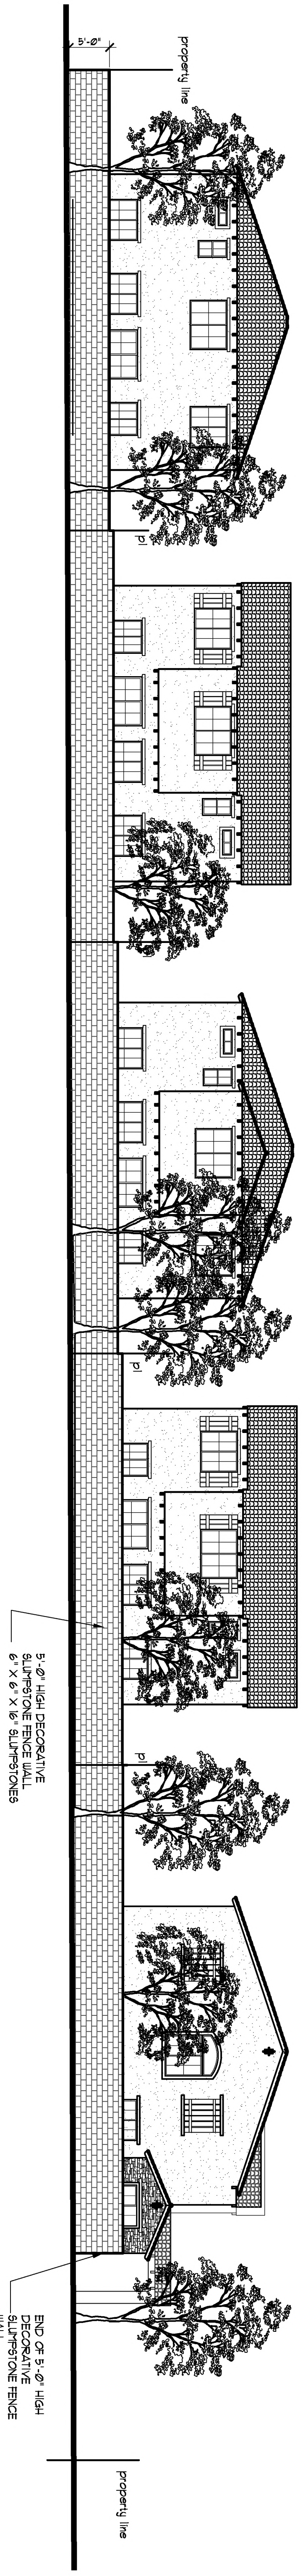 5'-0"
property line
pl
pl
pl
5'-0" HIGH DECORATIVE
SLUMPSTONE FENCE WALL
6" X 6" X 16" SLUMPSTONES
END OF 5'-0" HIGH
DECORATIVE
SLUMPSTONE FENCE
WALL
property line